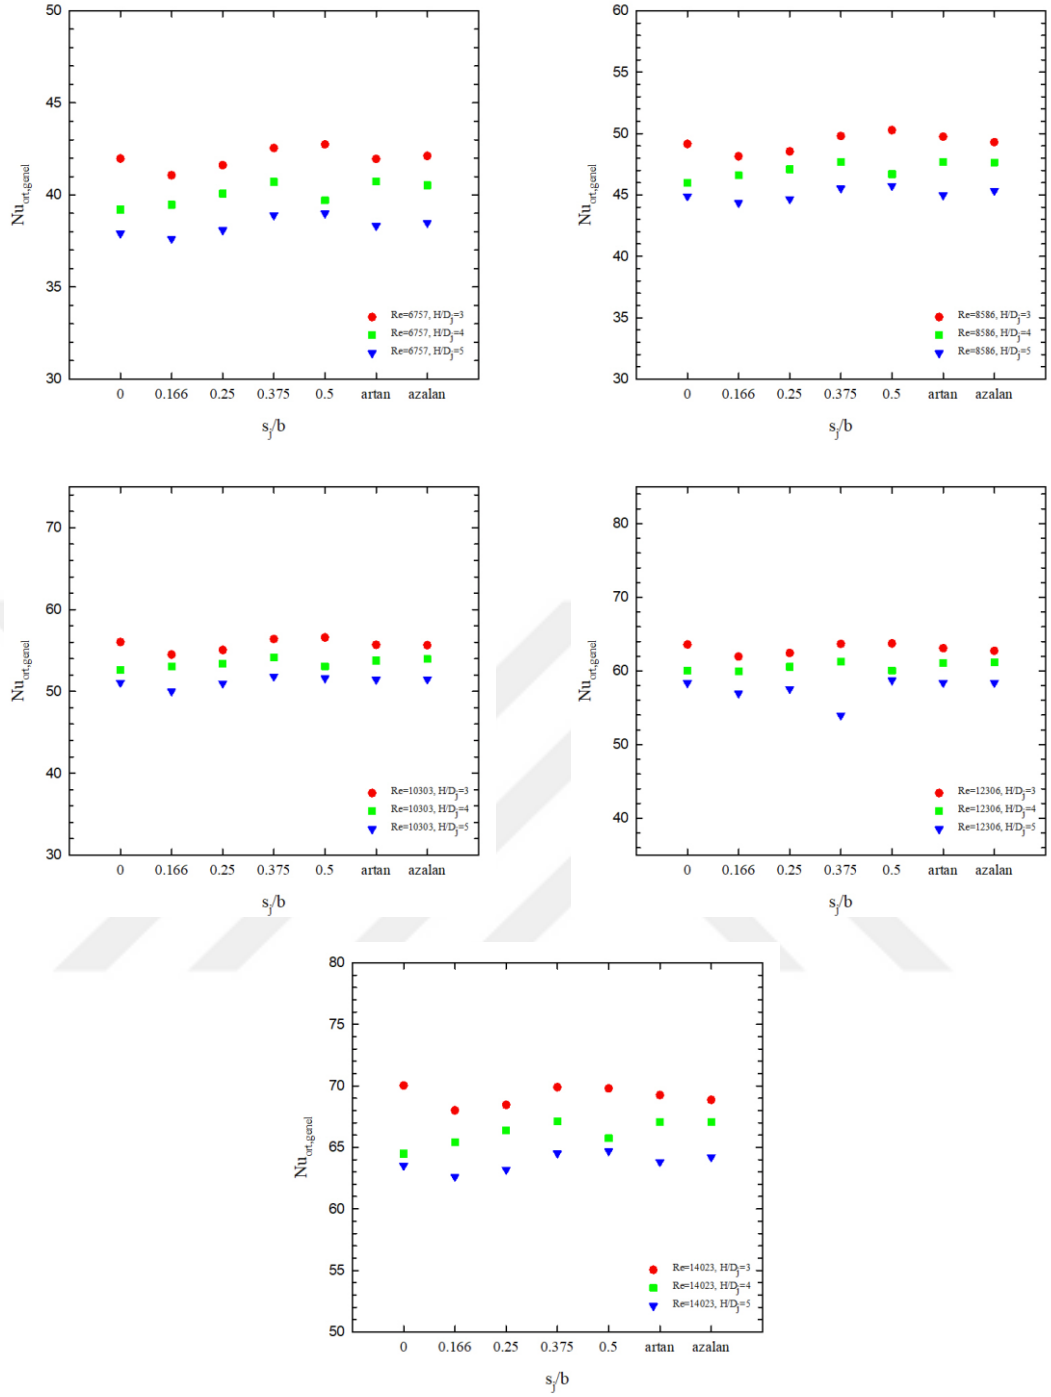 50
45
40
35
30
Nu_ort,genel
Re=6757, H/D_j=3
Re=6757, H/D_j=4
Re=6757, H/D_j=5
0 0.166 0.25 0.375 0.5 artan azalan
s_j/b
60
55
50
45
40
35
30
Nu_ort,genel
Re=8586, H/D_j=3
Re=8586, H/D_j=4
Re=8586, H/D_j=5
0 0.166 0.25 0.375 0.5 artan azalan
s_j/b
70
60
50
40
30
Nu_ort,genel
Re=10303, H/D_j=3
Re=10303, H/D_j=4
Re=10303, H/D_j=5
0 0.166 0.25 0.375 0.5 artan azalan
s_j/b
80
70
60
50
40
Nu_ort,genel
Re=12306, H/D_j=3
Re=12306, H/D_j=4
Re=12306, H/D_j=5
0 0.166 0.25 0.375 0.5 artan azalan
s_j/b
80
75
70
65
60
55
50
Nu_ort,genel
Re=14023, H/D_j=3
Re=14023, H/D_j=4
Re=14023, H/D_j=5
0 0.166 0.25 0.375 0.5 artan azalan
s_j/b